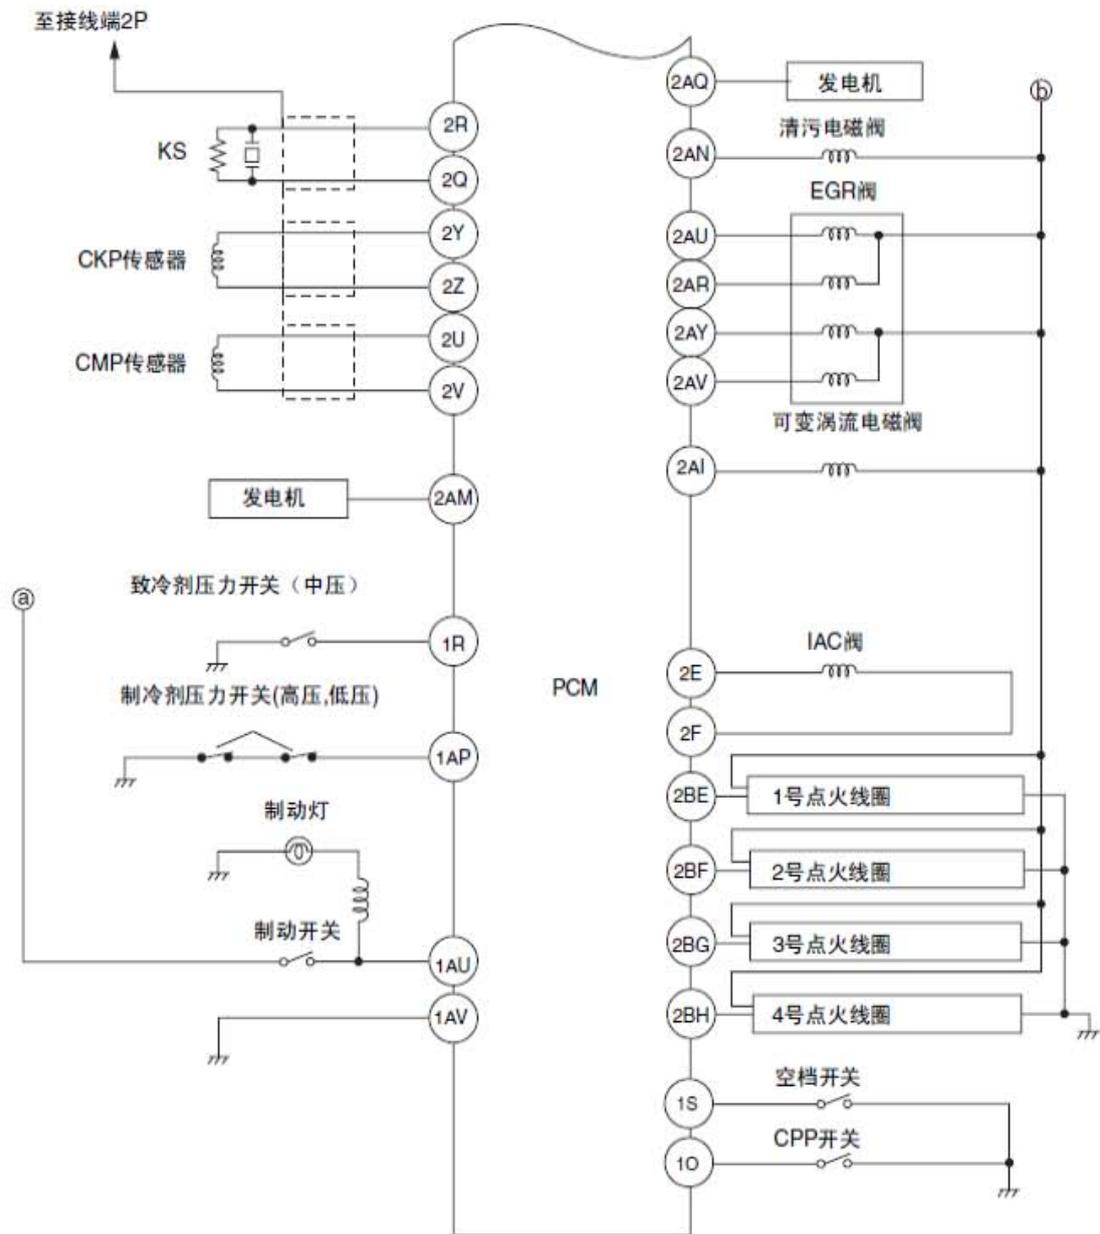 至接线端2P
KS
2R
2Q
CKP传感器
2Y
2Z
CMP传感器
2U
2V
发电机
2AM
致冷剂压力开关（中压）
ⓐ
1R
制冷剂压力开关(高压,低压)
1AP
制动灯
制动开关
1AU
1AV
PCM
2AQ
发电机
ⓑ
清污电磁阀
2AN
EGR阀
2AU
2AR
2AY
2AV
可变涡流电磁阀
2AI
IAC阀
2E
2F
2BE
1号点火线圈
2BF
2号点火线圈
2BG
3号点火线圈
2BH
4号点火线圈
空档开关
1S
CPP开关
1O